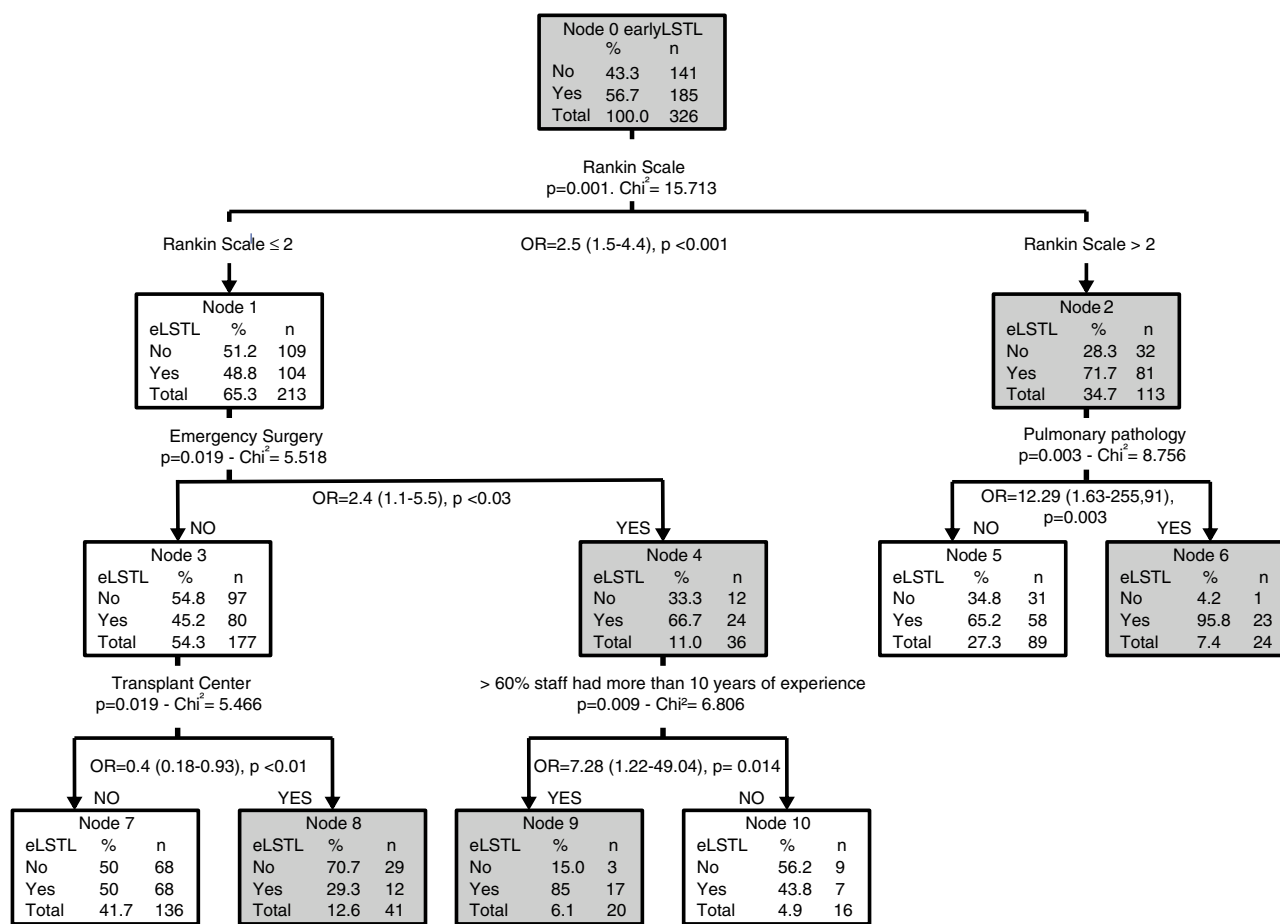 Node 0 earlyLSTL
% n
No 43.3 141
Yes 56.7 185
Total 100.0 326
Rankin Scale
p=0.001. Chi²= 15.713
Rankin Scale ≤ 2
OR=2.5 (1.5-4.4), p <0.001
Rankin Scale > 2
Node 1
eLSTL % n
No 51.2 109
Yes 48.8 104
Total 65.3 213
Node 2
eLSTL % n
No 28.3 32
Yes 71.7 81
Total 34.7 113
Emergency Surgery
p=0.019 - Chi²= 5.518
Pulmonary pathology
p=0.003 - Chi²= 8.756
OR=2.4 (1.1-5.5), p <0.03
NO
YES
OR=12.29 (1.63-255,91),
p=0.003
NO
YES
Node 3
eLSTL % n
No 54.8 97
Yes 45.2 80
Total 54.3 177
Node 4
eLSTL % n
No 33.3 12
Yes 66.7 24
Total 11.0 36
Node 5
eLSTL % n
No 34.8 31
Yes 65.2 58
Total 27.3 89
Node 6
eLSTL % n
No 4.2 1
Yes 95.8 23
Total 7.4 24
Transplant Center
p=0.019 - Chi²= 5.466
> 60% staff had more than 10 years of experience
p=0.009 - Chi²= 6.806
OR=0.4 (0.18-0.93), p <0.01
NO
YES
OR=7.28 (1.22-49.04), p= 0.014
YES
NO
Node 7
eLSTL % n
No 50 68
Yes 50 68
Total 41.7 136
Node 8
eLSTL % n
No 70.7 29
Yes 29.3 12
Total 12.6 41
Node 9
eLSTL % n
No 15.0 3
Yes 85 17
Total 6.1 20
Node 10
eLSTL % n
No 56.2 9
Yes 43.8 7
Total 4.9 16